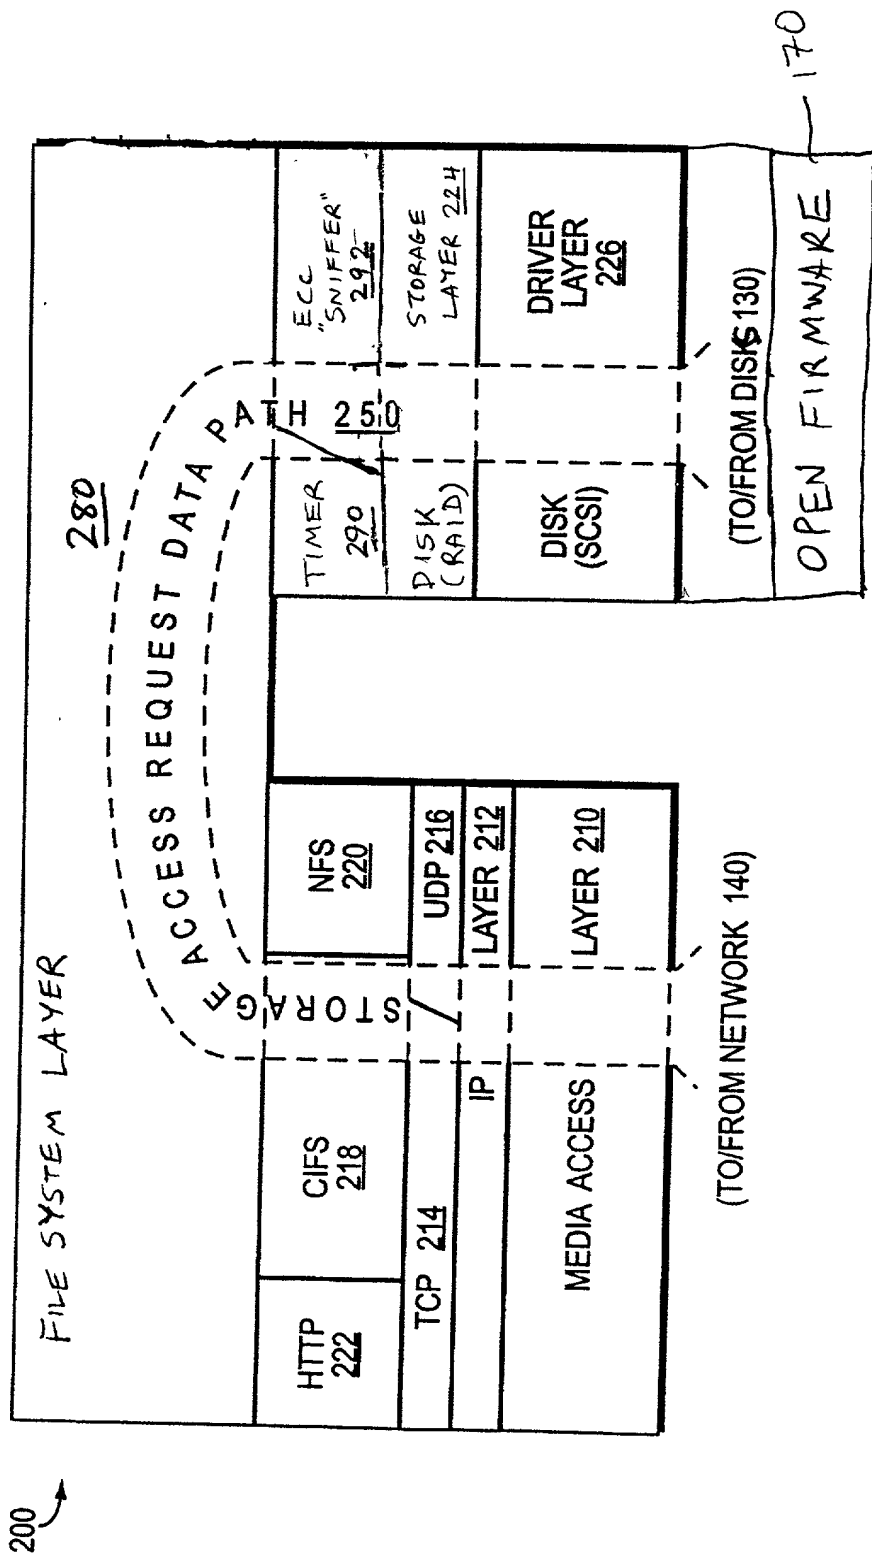 200
FILE SYSTEM LAYER
280
STORAGE ACCESS REQUEST DATA PATH 250
HTTP
222
CIFS
218
NFS
220
TIMER
290
ECC
"SNIFFER"
292
TCP 214
UDP 216
DISK
(RAID)
STORAGE
LAYER 224
IP
LAYER 212
MEDIA ACCESS
LAYER 210
DISK
(SCSI)
DRIVER
LAYER
226
(TO/FROM NETWORK 140)
(TO/FROM DISKS 130)
OPEN FIRMWARE
170